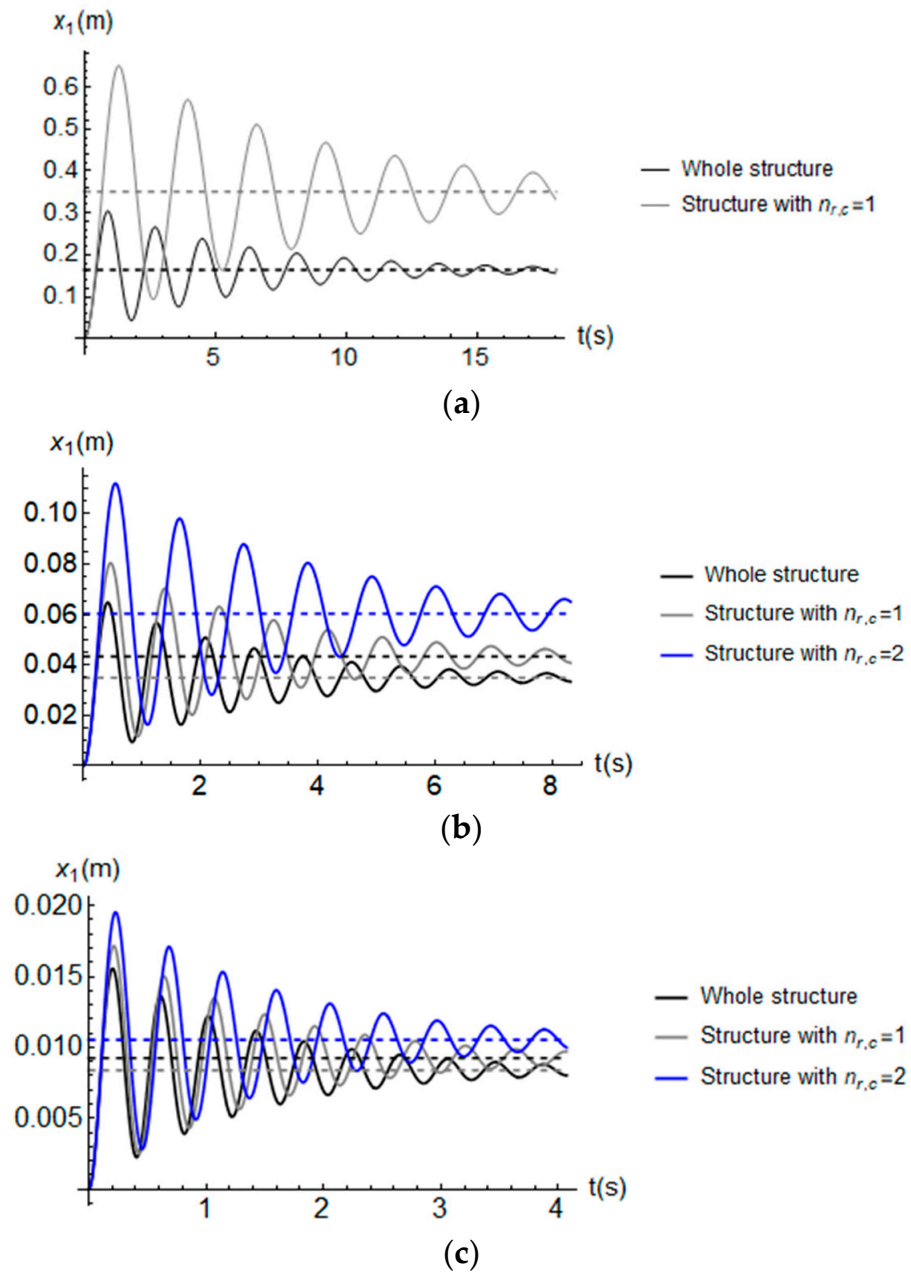 x₁(m)
0.6
0.5
0.4
0.3
0.2
0.1
5
10
15
t(s)
Whole structure
Structure with nᵣ,c=1
(a)
x₁(m)
0.10
0.08
0.06
0.04
0.02
2
4
6
8
t(s)
Whole structure
Structure with nᵣ,c=1
Structure with nᵣ,c=2
(b)
x₁(m)
0.020
0.015
0.010
0.005
1
2
3
4
t(s)
Whole structure
Structure with nᵣ,c=1
Structure with nᵣ,c=2
(c)